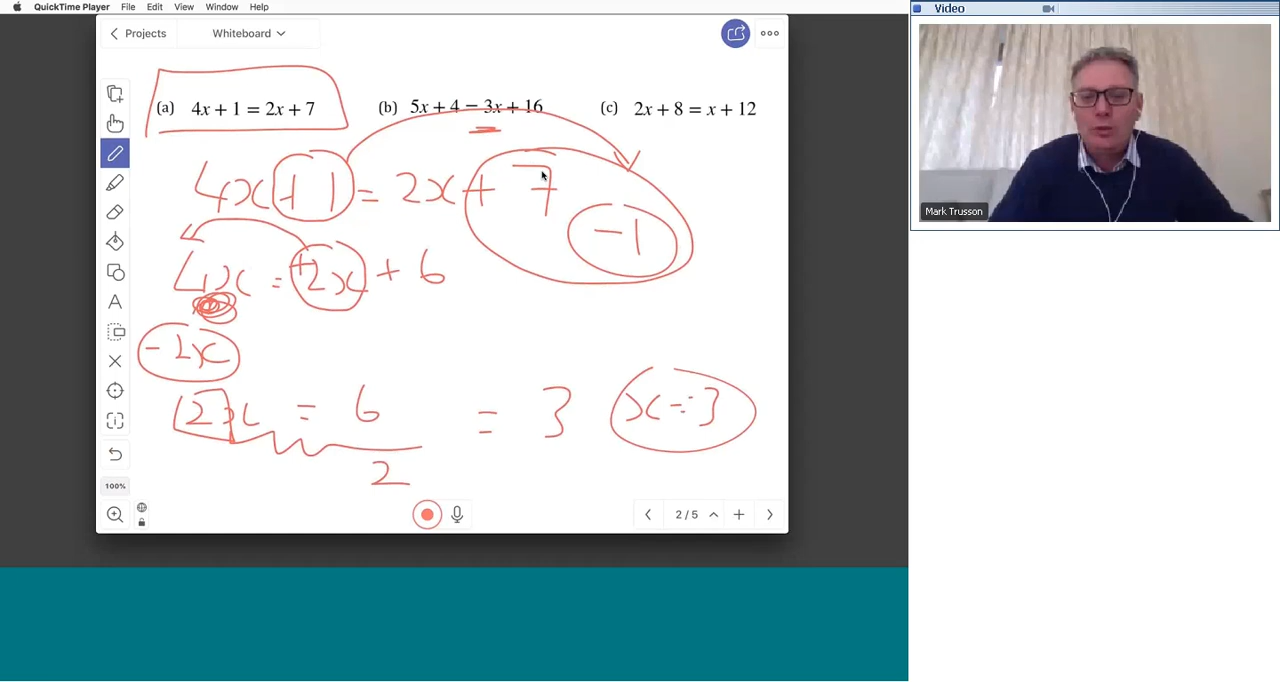 QuickTime Player File Edit View Window Help
Video
Projects
Whiteboard
(a) 4x + 1 = 2x + 7
(b) 5x + 4 = 3x + 16
(c) 2x + 8 = x + 12
4x + 1 = 2x + 7
- 1
4x = +2x + 6
- 2x
2x = 6 = 3 x = 3
2
A
100%
2 / 5
Mark Trusson